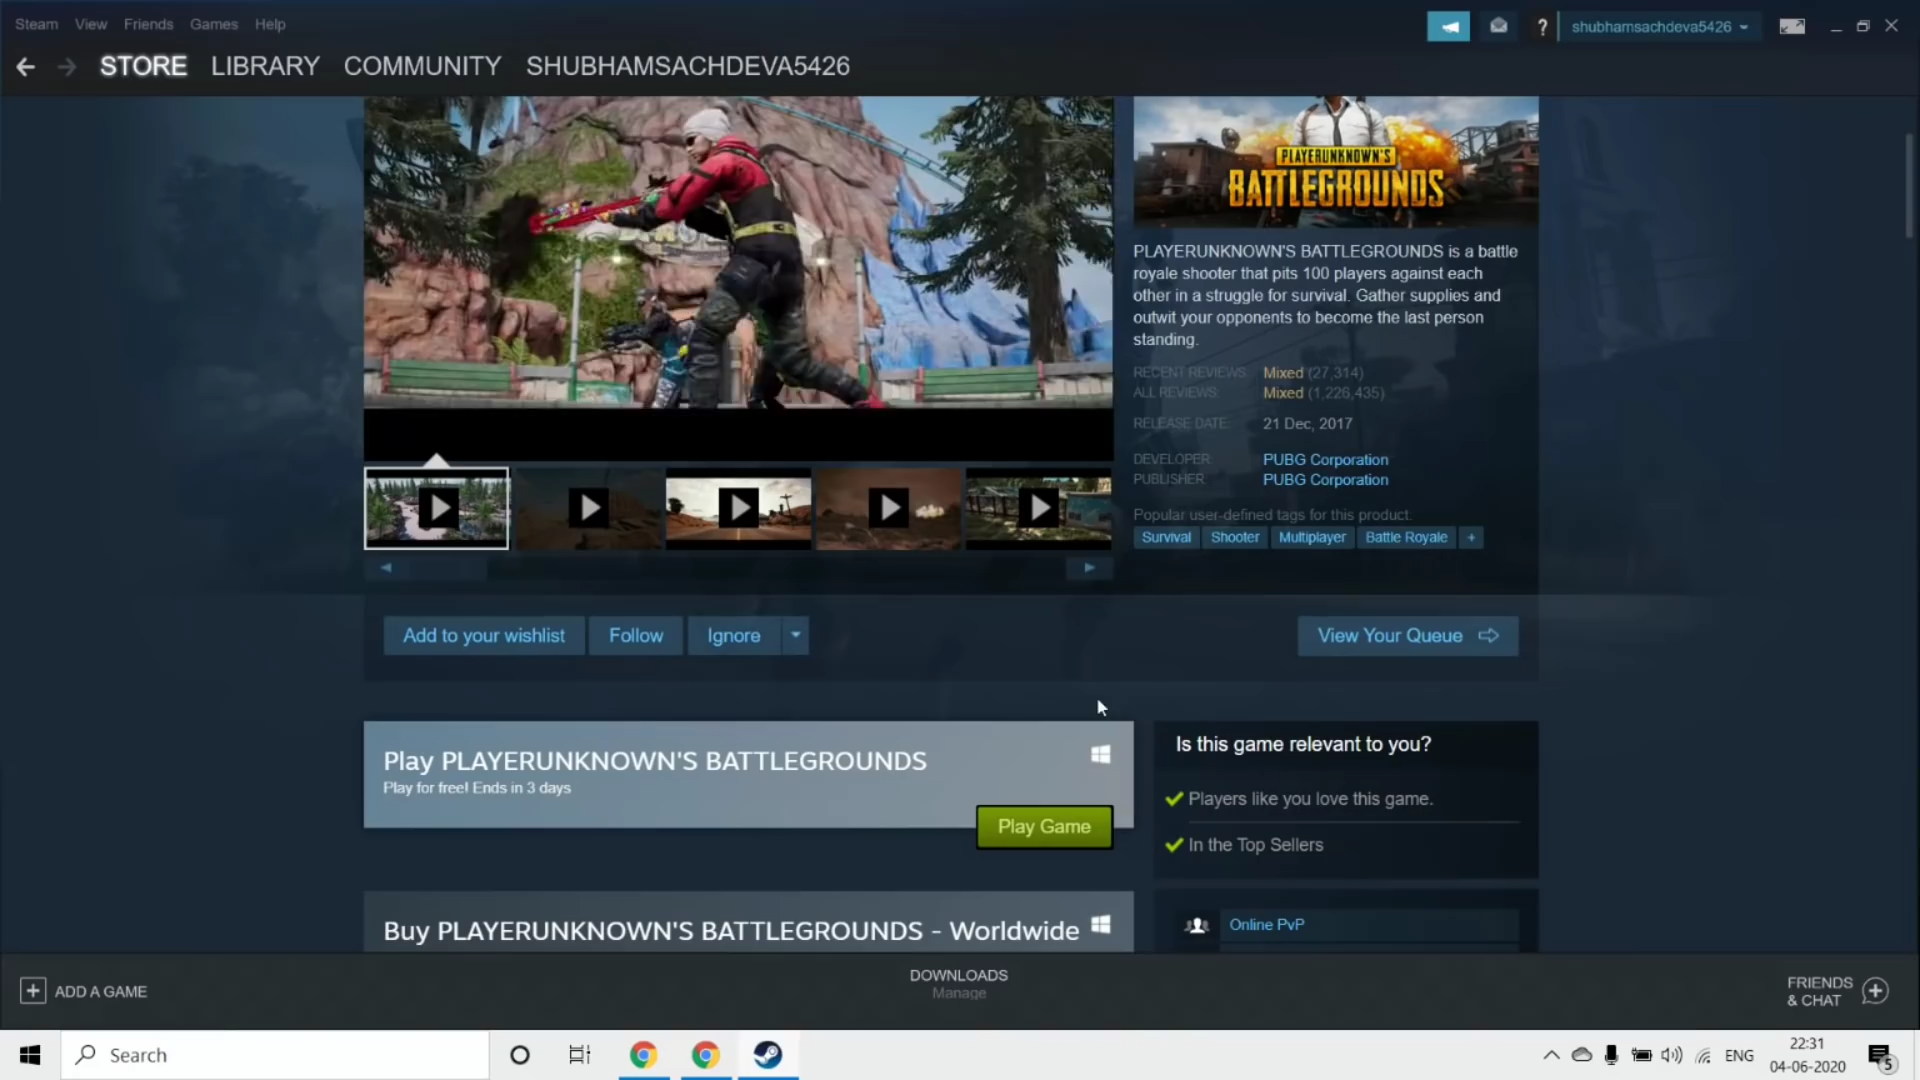 Steam View Friends Games Help
shubhamsachdeva5426
STORE LIBRARY COMMUNITY SHUBHAMSACHDEVA5426
PLAYERUNKNOWN'S
BATTLEGROUNDS
PLAYERUNKNOWN'S BATTLEGROUNDS is a battle
royale shooter that pits 100 players against each
other in a struggle for survival. Gather supplies and
outwit your opponents to become the last person
standing.
RECENT REVIEWS: Mixed (27,314)
ALL REVIEWS: Mixed (1,226,435)
RELEASE DATE: 21 Dec, 2017
DEVELOPER: PUBG Corporation
PUBLISHER: PUBG Corporation
Popular user-defined tags for this product:
Survival Shooter Multiplayer Battle Royale +
Add to your wishlist Follow Ignore View Your Queue
Play PLAYERUNKNOWN'S BATTLEGROUNDS
Play for free! Ends in 3 days
Play Game
Is this game relevant to you?
Players like you love this game.
In the Top Sellers
Buy PLAYERUNKNOWN'S BATTLEGROUNDS - Worldwide
Online PvP
ADD A GAME
DOWNLOADS
Manage
FRIENDS
& CHAT
Search
ENG
22:31
04-06-2020
5